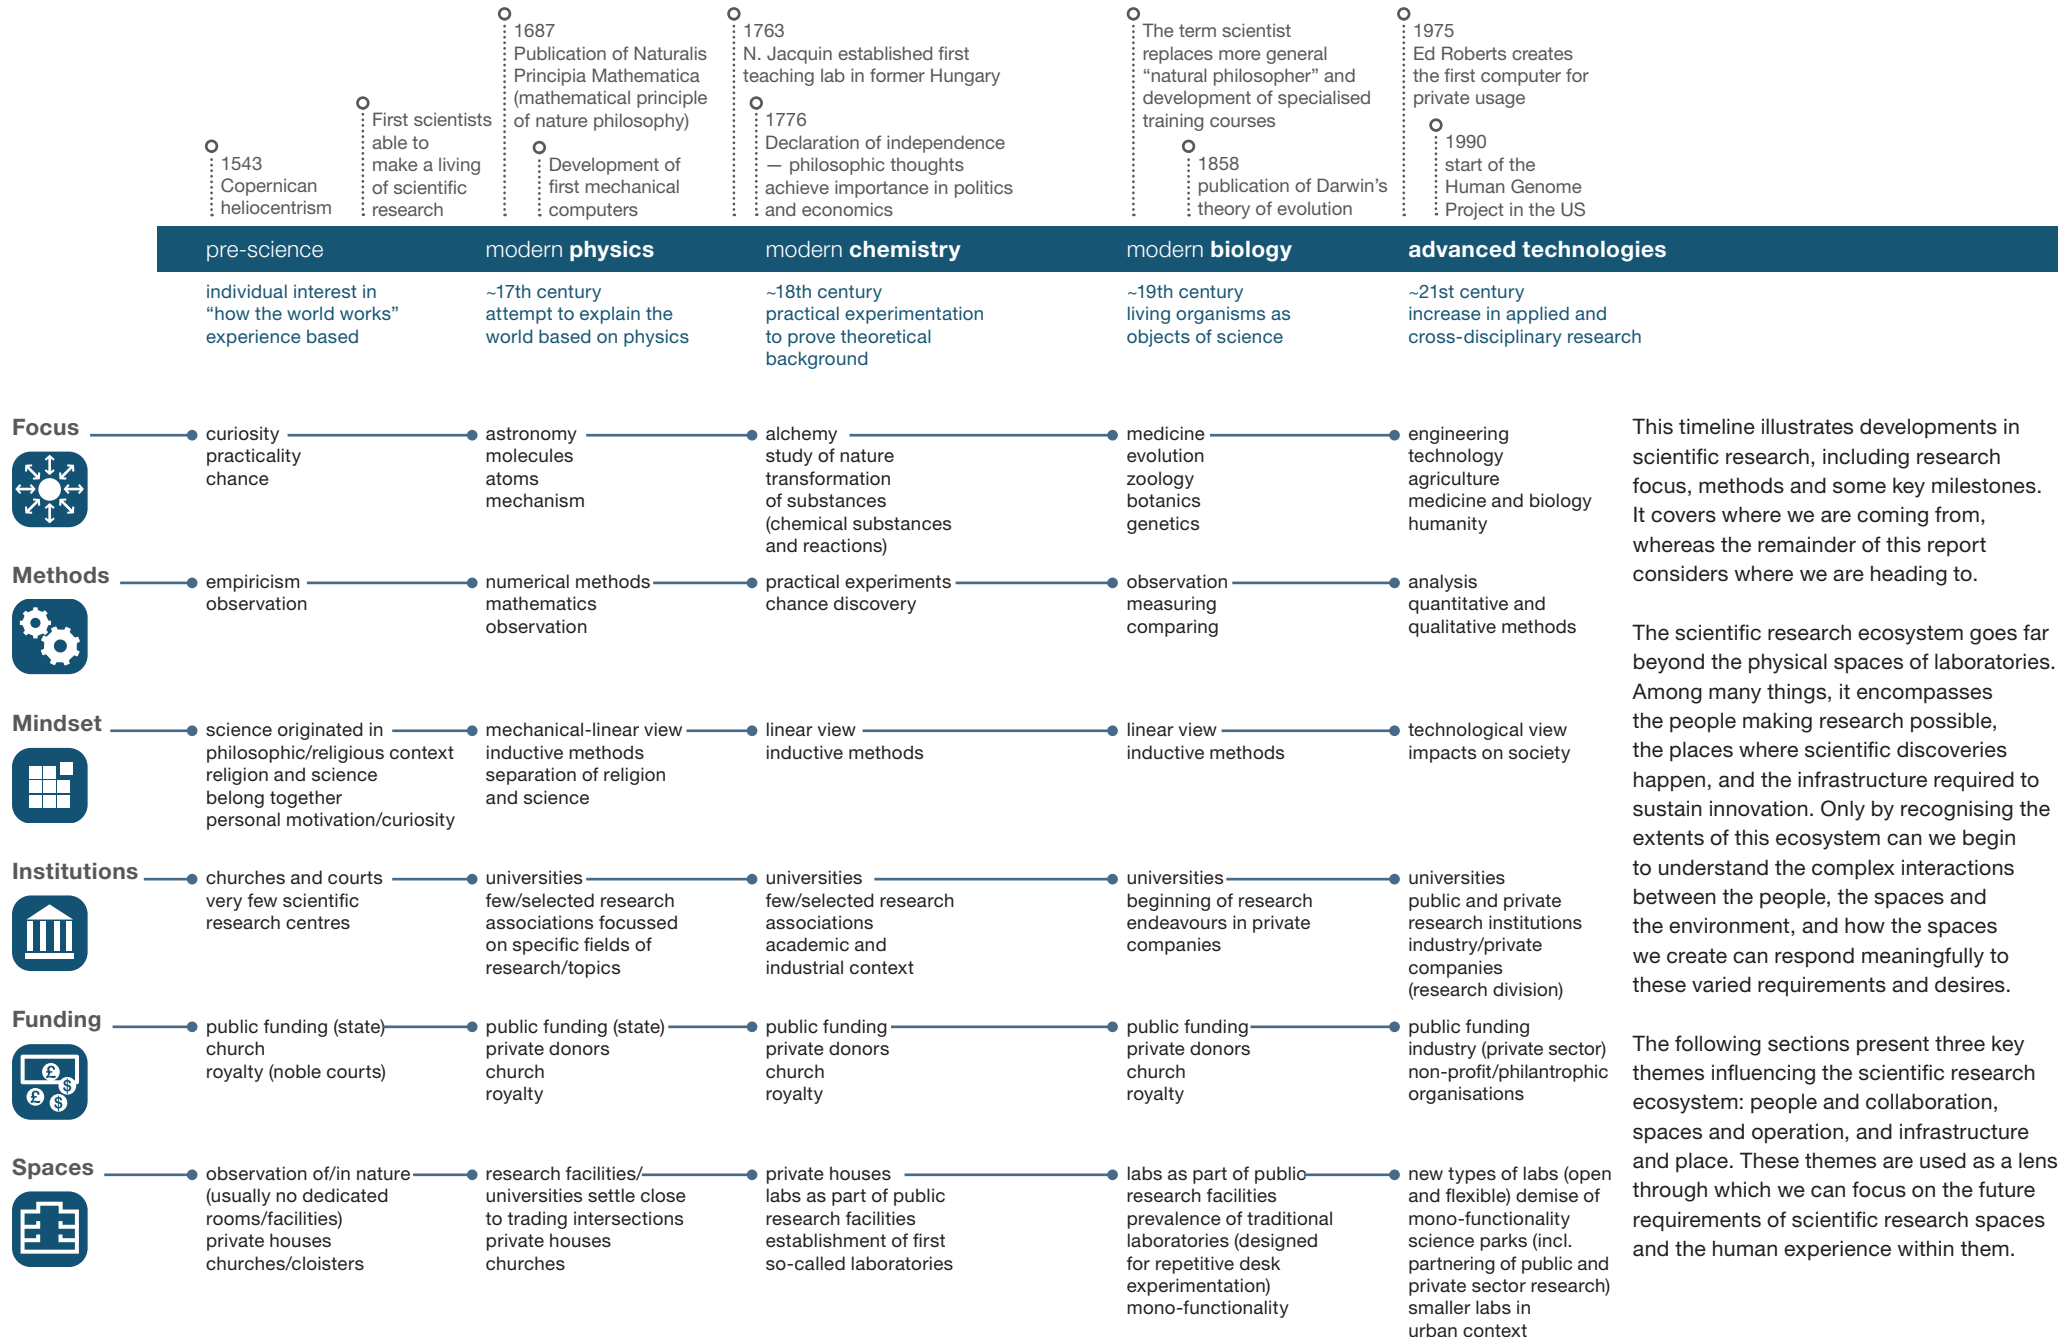 1543
Copernican
heliocentrism
First scientists
able to
make a living
of scientific
research
1687
Publication of Naturalis
Principia Mathematica
(mathematical principle
of nature philosophy)
Development of
first mechanical
computers
1763
N. Jacquin established first
teaching lab in former Hungary
1776
Declaration of independence
— philosophic thoughts
achieve importance in politics
and economics
The term scientist
replaces more general
“natural philosopher” and
development of specialised
training courses
1858
publication of Darwin’s
theory of evolution
1975
Ed Roberts creates
the first computer for
private usage
1990
start of the
Human Genome
Project in the US
pre-science
modern physics
modern chemistry
modern biology
advanced technologies
individual interest in
“how the world works”
experience based
~17th century
attempt to explain the
world based on physics
~18th century
practical experimentation
to prove theoretical
background
~19th century
living organisms as
objects of science
~21st century
increase in applied and
cross-disciplinary research
Focus
curiosity
practicality
chance
astronomy
molecules
atoms
mechanism
alchemy
study of nature
transformation
of substances
(chemical substances
and reactions)
medicine
evolution
zoology
botanics
genetics
engineering
technology
agriculture
medicine and biology
humanity
Methods
empiricism
observation
numerical methods
mathematics
observation
practical experiments
chance discovery
observation
measuring
comparing
analysis
quantitative and
qualitative methods
Mindset
science originated in
philosophic/religious context
religion and science
belong together
personal motivation/curiosity
mechanical-linear view
inductive methods
separation of religion
and science
linear view
inductive methods
linear view
inductive methods
technological view
impacts on society
Institutions
churches and courts
very few scientific
research centres
universities
few/selected research
associations focussed
on specific fields of
research/topics
universities
few/selected research
associations
academic and
industrial context
universities
beginning of research
endeavours in private
companies
universities
public and private
research institutions
industry/private
companies
(research division)
Funding
£
$
£
$
public funding (state)
church
royalty (noble courts)
public funding (state)
private donors
church
royalty
public funding
private donors
church
royalty
public funding
private donors
church
royalty
public funding
industry (private sector)
non-profit/philantrophic
organisations
Spaces
observation of/in nature
(usually no dedicated
rooms/facilities)
private houses
churches/cloisters
research facilities/
universities settle close
to trading intersections
private houses
churches
private houses
labs as part of public
research facilities
establishment of first
so-called laboratories
labs as part of public
research facilities
prevalence of traditional
laboratories (designed
for repetitive desk
experimentation)
mono-functionality
new types of labs (open
and flexible) demise of
mono-functionality
science parks (incl.
partnering of public and
private sector research)
smaller labs in
urban context
This timeline illustrates developments in
scientific research, including research
focus, methods and some key milestones.
It covers where we are coming from,
whereas the remainder of this report
considers where we are heading to.
The scientific research ecosystem goes far
beyond the physical spaces of laboratories.
Among many things, it encompasses
the people making research possible,
the places where scientific discoveries
happen, and the infrastructure required to
sustain innovation. Only by recognising the
extents of this ecosystem can we begin
to understand the complex interactions
between the people, the spaces and
the environment, and how the spaces
we create can respond meaningfully to
these varied requirements and desires.
The following sections present three key
themes influencing the scientific research
ecosystem: people and collaboration,
spaces and operation, and infrastructure
and place. These themes are used as a lens
through which we can focus on the future
requirements of scientific research spaces
and the human experience within them.